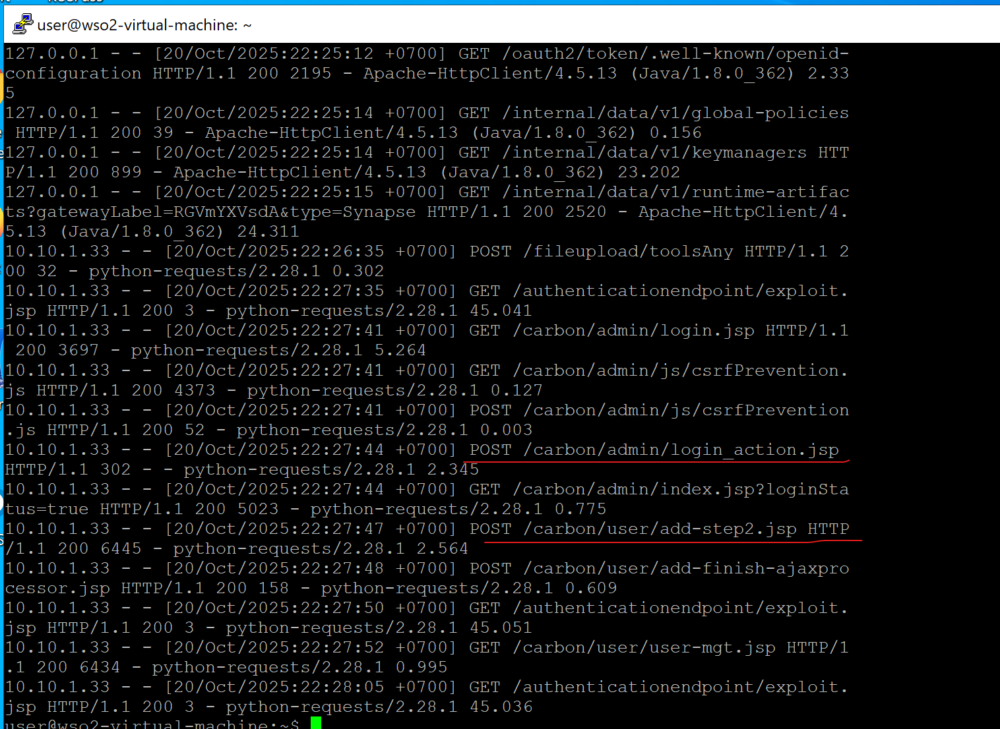 user@wso2-virtual-machine: ~
127.0.0.1 - - [20/Oct/2025:22:25:12 +0700] GET /oauth2/token/.well-known/openid-
configuration HTTP/1.1 200 2195 - Apache-HttpClient/4.5.13 (Java/1.8.0_362) 2.33
5
127.0.0.1 - - [20/Oct/2025:22:25:14 +0700] GET /internal/data/v1/global-policies
 HTTP/1.1 200 39 - Apache-HttpClient/4.5.13 (Java/1.8.0_362) 0.156
127.0.0.1 - - [20/Oct/2025:22:25:14 +0700] GET /internal/data/v1/keymanagers HTT
P/1.1 200 899 - Apache-HttpClient/4.5.13 (Java/1.8.0_362) 23.202
127.0.0.1 - - [20/Oct/2025:22:25:15 +0700] GET /internal/data/v1/runtime-artifac
ts?gatewayLabel=RGVmYXVsdA&type=Synapse HTTP/1.1 200 2520 - Apache-HttpClient/4.
5.13 (Java/1.8.0_362) 24.311
10.10.1.33 - - [20/Oct/2025:22:26:35 +0700] POST /fileupload/toolsAny HTTP/1.1 2
00 32 - python-requests/2.28.1 0.302
10.10.1.33 - - [20/Oct/2025:22:27:35 +0700] GET /authenticationendpoint/exploit.
jsp HTTP/1.1 200 3 - python-requests/2.28.1 45.041
10.10.1.33 - - [20/Oct/2025:22:27:41 +0700] GET /carbon/admin/login.jsp HTTP/1.1
 200 3697 - python-requests/2.28.1 5.264
10.10.1.33 - - [20/Oct/2025:22:27:41 +0700] GET /carbon/admin/js/csrfPrevention.
js HTTP/1.1 200 4373 - python-requests/2.28.1 0.127
10.10.1.33 - - [20/Oct/2025:22:27:41 +0700] POST /carbon/admin/js/csrfPrevention
.js HTTP/1.1 200 52 - python-requests/2.28.1 0.003
10.10.1.33 - - [20/Oct/2025:22:27:44 +0700] POST /carbon/admin/login_action.jsp
HTTP/1.1 302 - - python-requests/2.28.1 2.345
10.10.1.33 - - [20/Oct/2025:22:27:44 +0700] GET /carbon/admin/index.jsp?loginSta
tus=true HTTP/1.1 200 5023 - python-requests/2.28.1 0.775
10.10.1.33 - - [20/Oct/2025:22:27:47 +0700] POST /carbon/user/add-step2.jsp HTTP
/1.1 200 6445 - python-requests/2.28.1 2.564
10.10.1.33 - - [20/Oct/2025:22:27:48 +0700] POST /carbon/user/add-finish-ajaxpro
cessor.jsp HTTP/1.1 200 158 - python-requests/2.28.1 0.609
10.10.1.33 - - [20/Oct/2025:22:27:50 +0700] GET /authenticationendpoint/exploit.
jsp HTTP/1.1 200 3 - python-requests/2.28.1 45.051
10.10.1.33 - - [20/Oct/2025:22:27:52 +0700] GET /carbon/user/user-mgt.jsp HTTP/1
.1 200 6434 - python-requests/2.28.1 0.995
10.10.1.33 - - [20/Oct/2025:22:28:05 +0700] GET /authenticationendpoint/exploit.
jsp HTTP/1.1 200 3 - python-requests/2.28.1 45.036
user@wso2-virtual-machine:~$